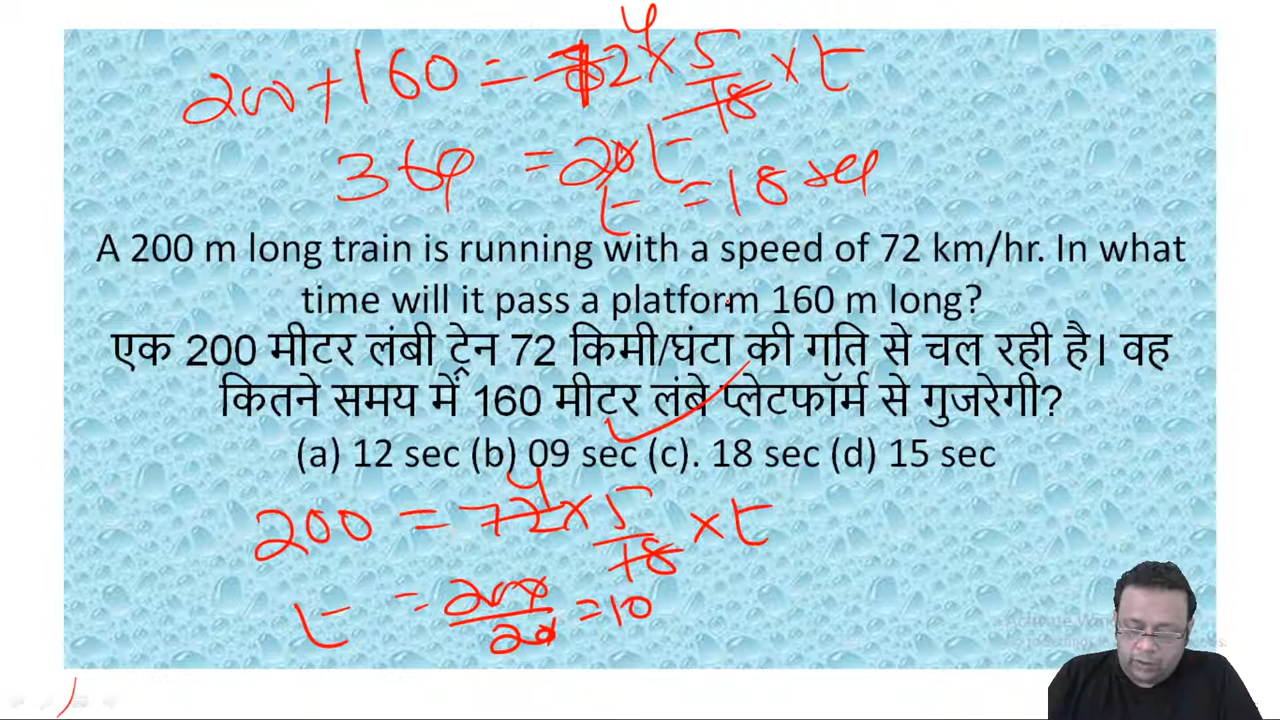 200+160 = 72 4 × 5/18 × t
360 = 20 t
t = 18 sec
A 200 m long train is running with a speed of 72 km/hr. In what
time will it pass a platform 160 m long?
एक 200 मीटर लंबी ट्रेन 72 किमी/घंटा की गति से चल रही है। वह
कितने समय में 160 मीटर लंबे प्लेटफॉर्म से गुजरेगी?
(a) 12 sec (b) 09 sec (c). 18 sec (d) 15 sec
200 = 72 4 × 5/18 × t
t = 200/20 = 10